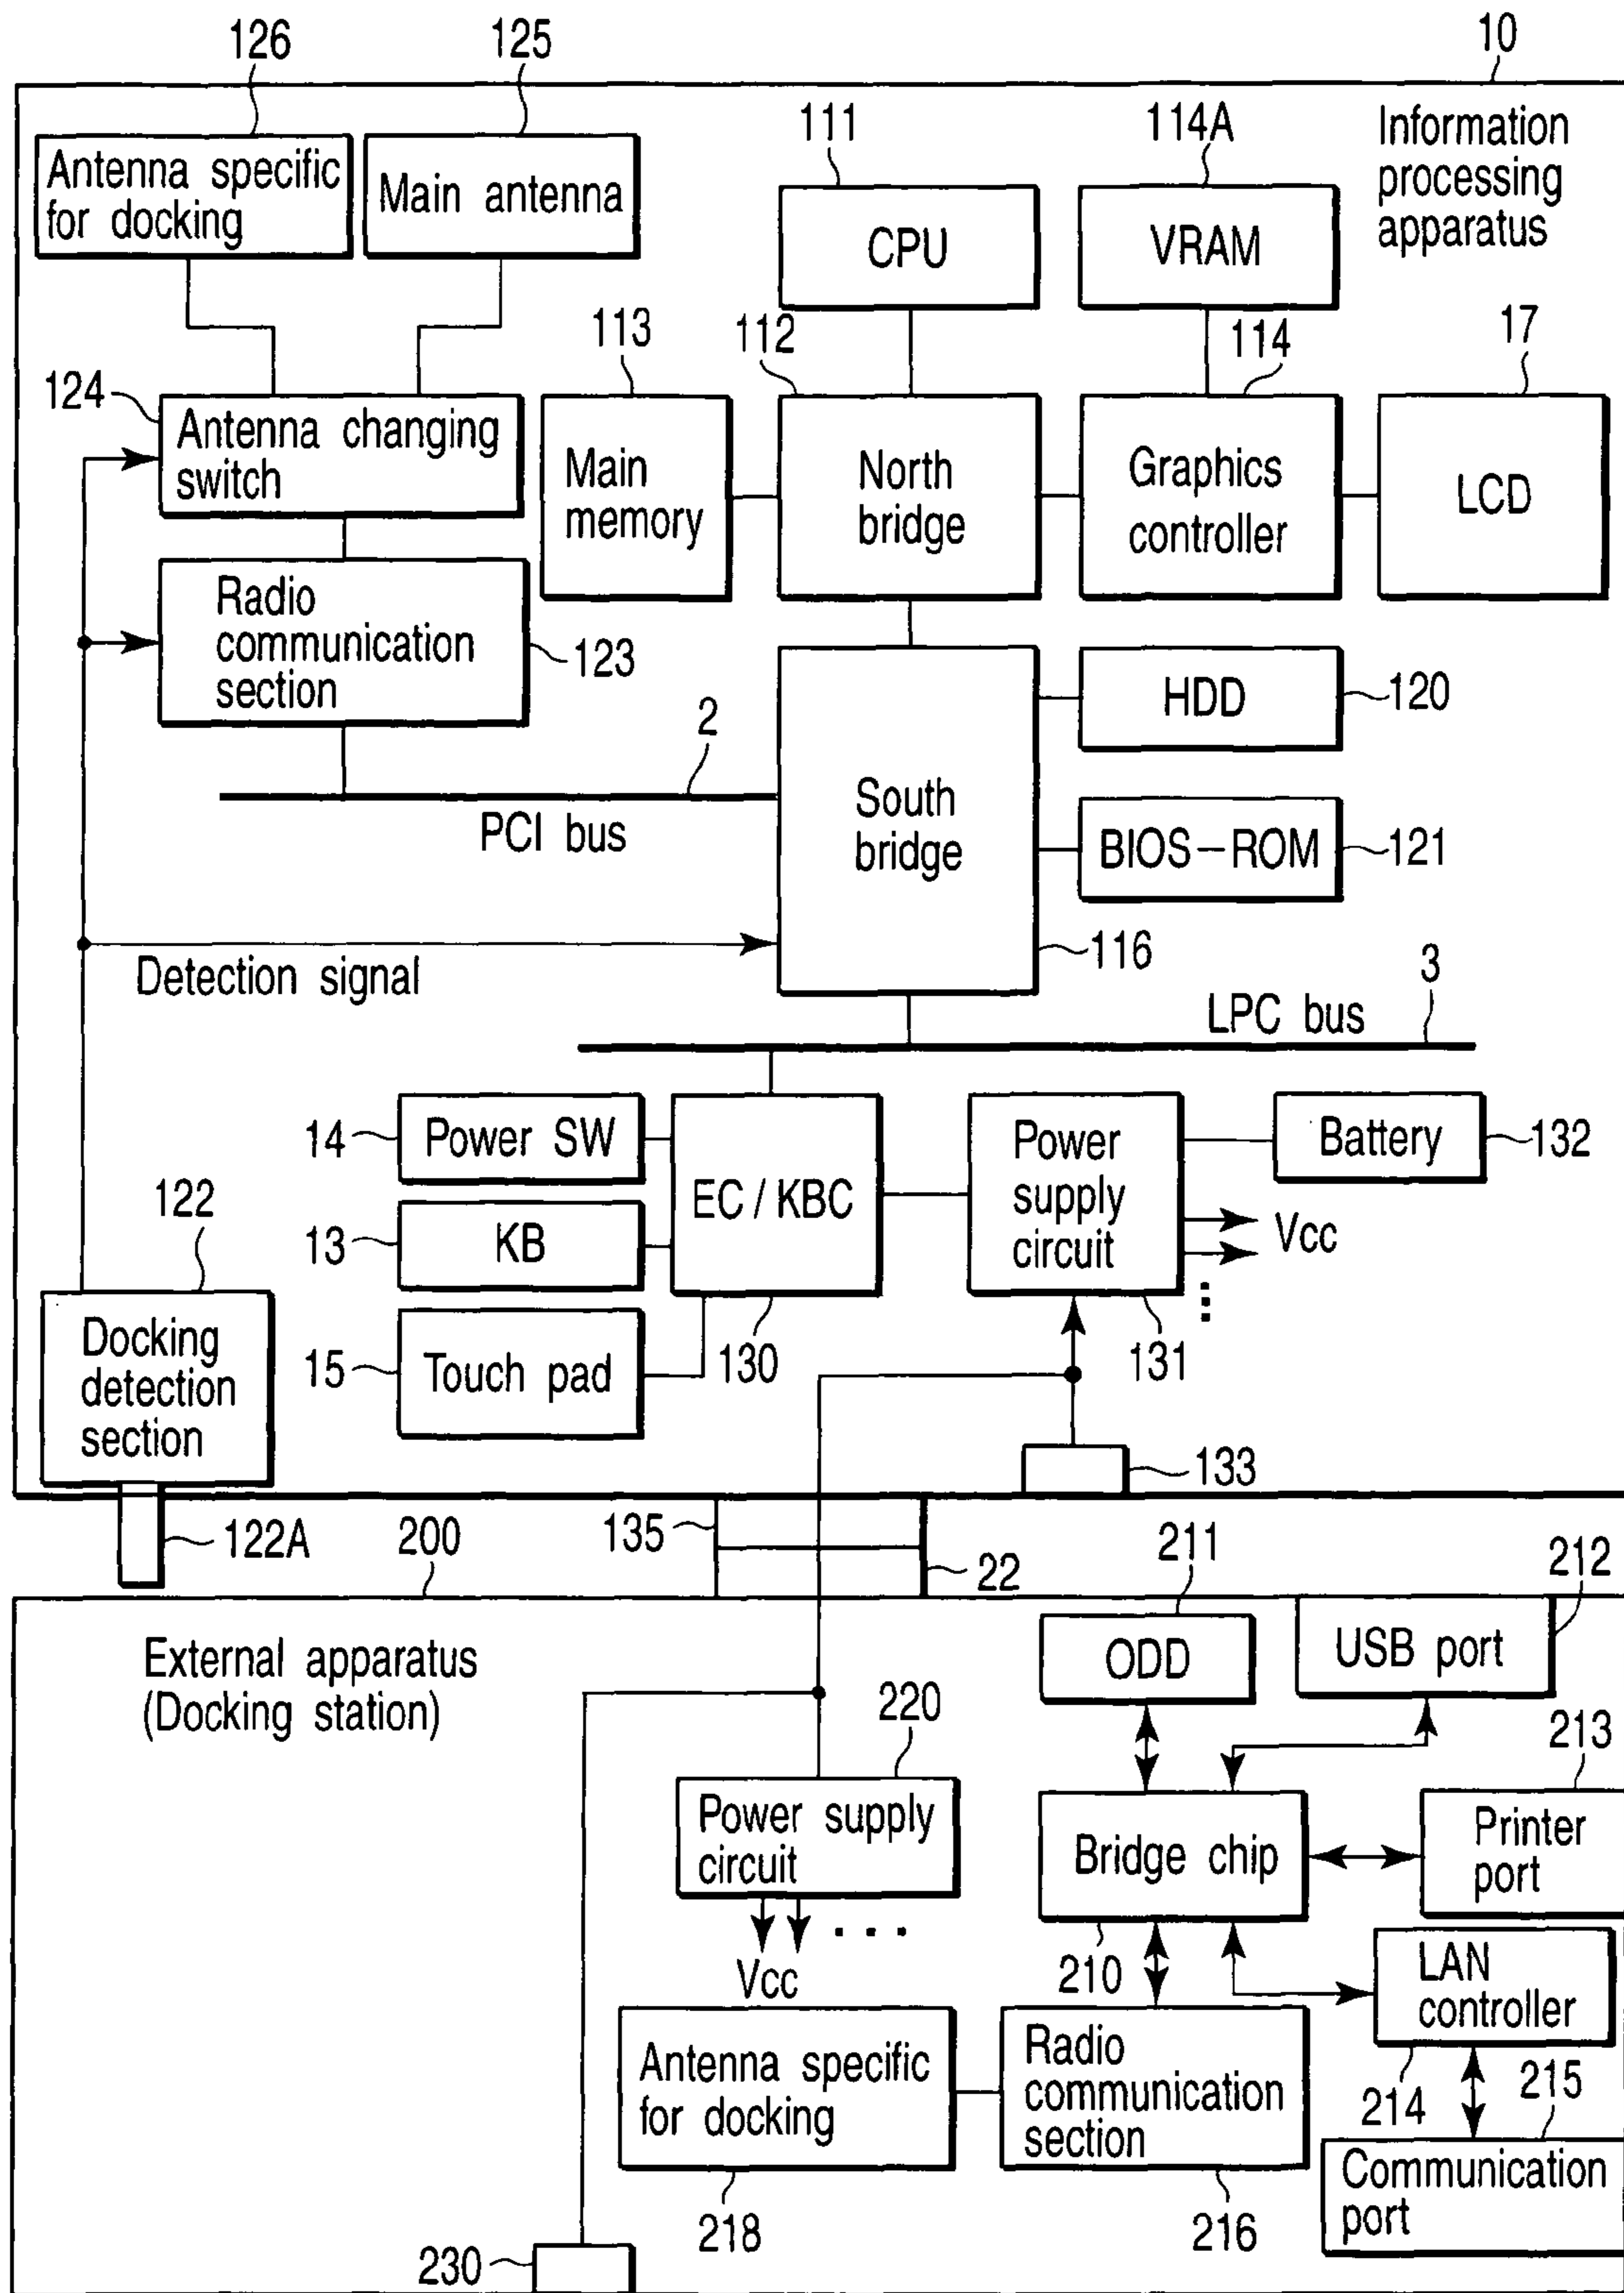 126
125
10
111
114A
Information
processing
apparatus
Antenna specific
for docking
Main antenna
CPU
VRAM
113
112
114
17
124
Antenna changing
switch
Main
memory
North
bridge
Graphics
controller
LCD
Radio
communication
section
123
2
PCI bus
South
bridge
HDD
120
BIOS-ROM
121
116
Detection signal
LPC bus
3
14
Power SW
EC / KBC
Power
supply
circuit
Battery
132
122
13
KB
Vcc
Docking
detection
section
15
Touch pad
130
131
133
122A
200
135
22
211
212
External apparatus
(Docking station)
ODD
USB port
220
213
Power supply
circuit
Bridge chip
Printer
port
Vcc
210
LAN
controller
Antenna specific
for docking
Radio
communication
section
214
215
Communication
port
218
216
230